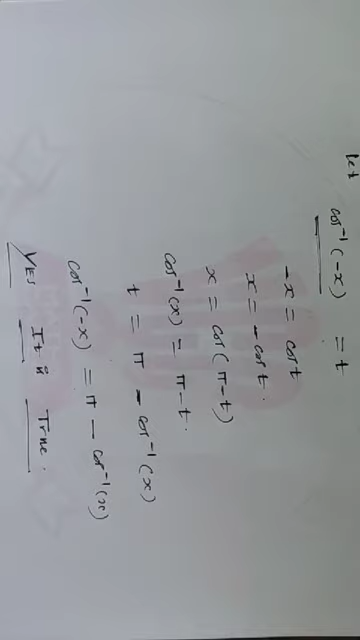 let
cos⁻¹(-x) = t
-x = cos t
x = - cos t.
x = cos(π-t)
cos⁻¹(x) = π-t.
t = π - cos⁻¹(x)
cos⁻¹(-x) = π - cos⁻¹(x)
Yes It is True.